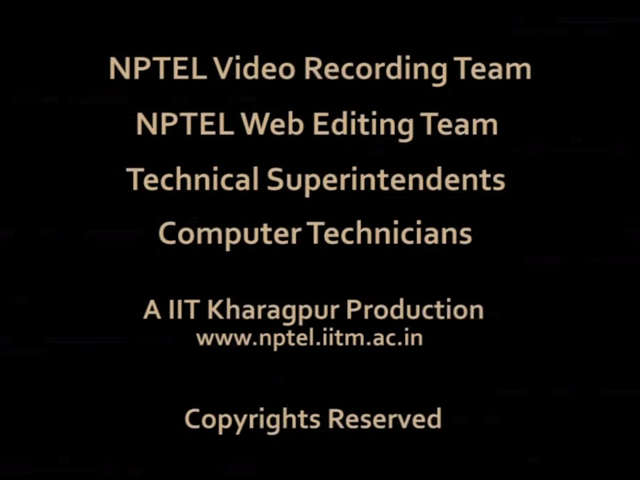 NPTEL Video Recording Team
NPTEL Web Editing Team
Technical Superintendents
Computer Technicians
A IIT Kharagpur Production
www.nptel.iitm.ac.in
Copyrights Reserved